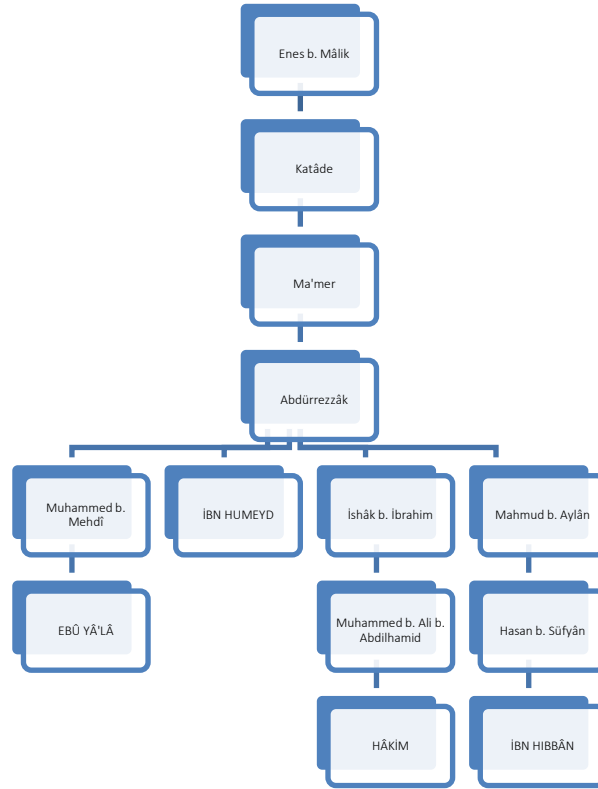 Enes b. Mâlik
Katâde
Ma'mer
Abdürrezzâk
Muhammed b.
Mehdî
İBN HUMEYD
İshâk b. İbrahim
Mahmud b. Aylân
EBÛ YÂ'LÂ
Muhammed b. Ali b.
Abdilhamid
Hasan b. Süfyân
HÂKİM
İBN HIBBÂN